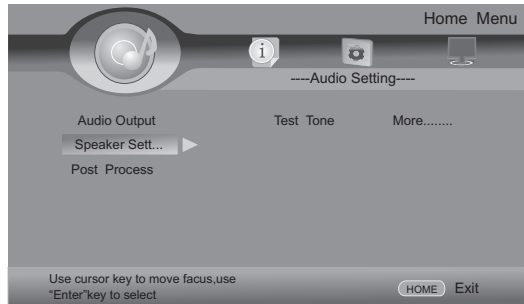 Home Menu
i
----Audio Setting----
Audio Output
Test Tone More........
Speaker Sett...
Post Process
Use cursor key to move facus,use
“Enter”key to select
HOME Exit